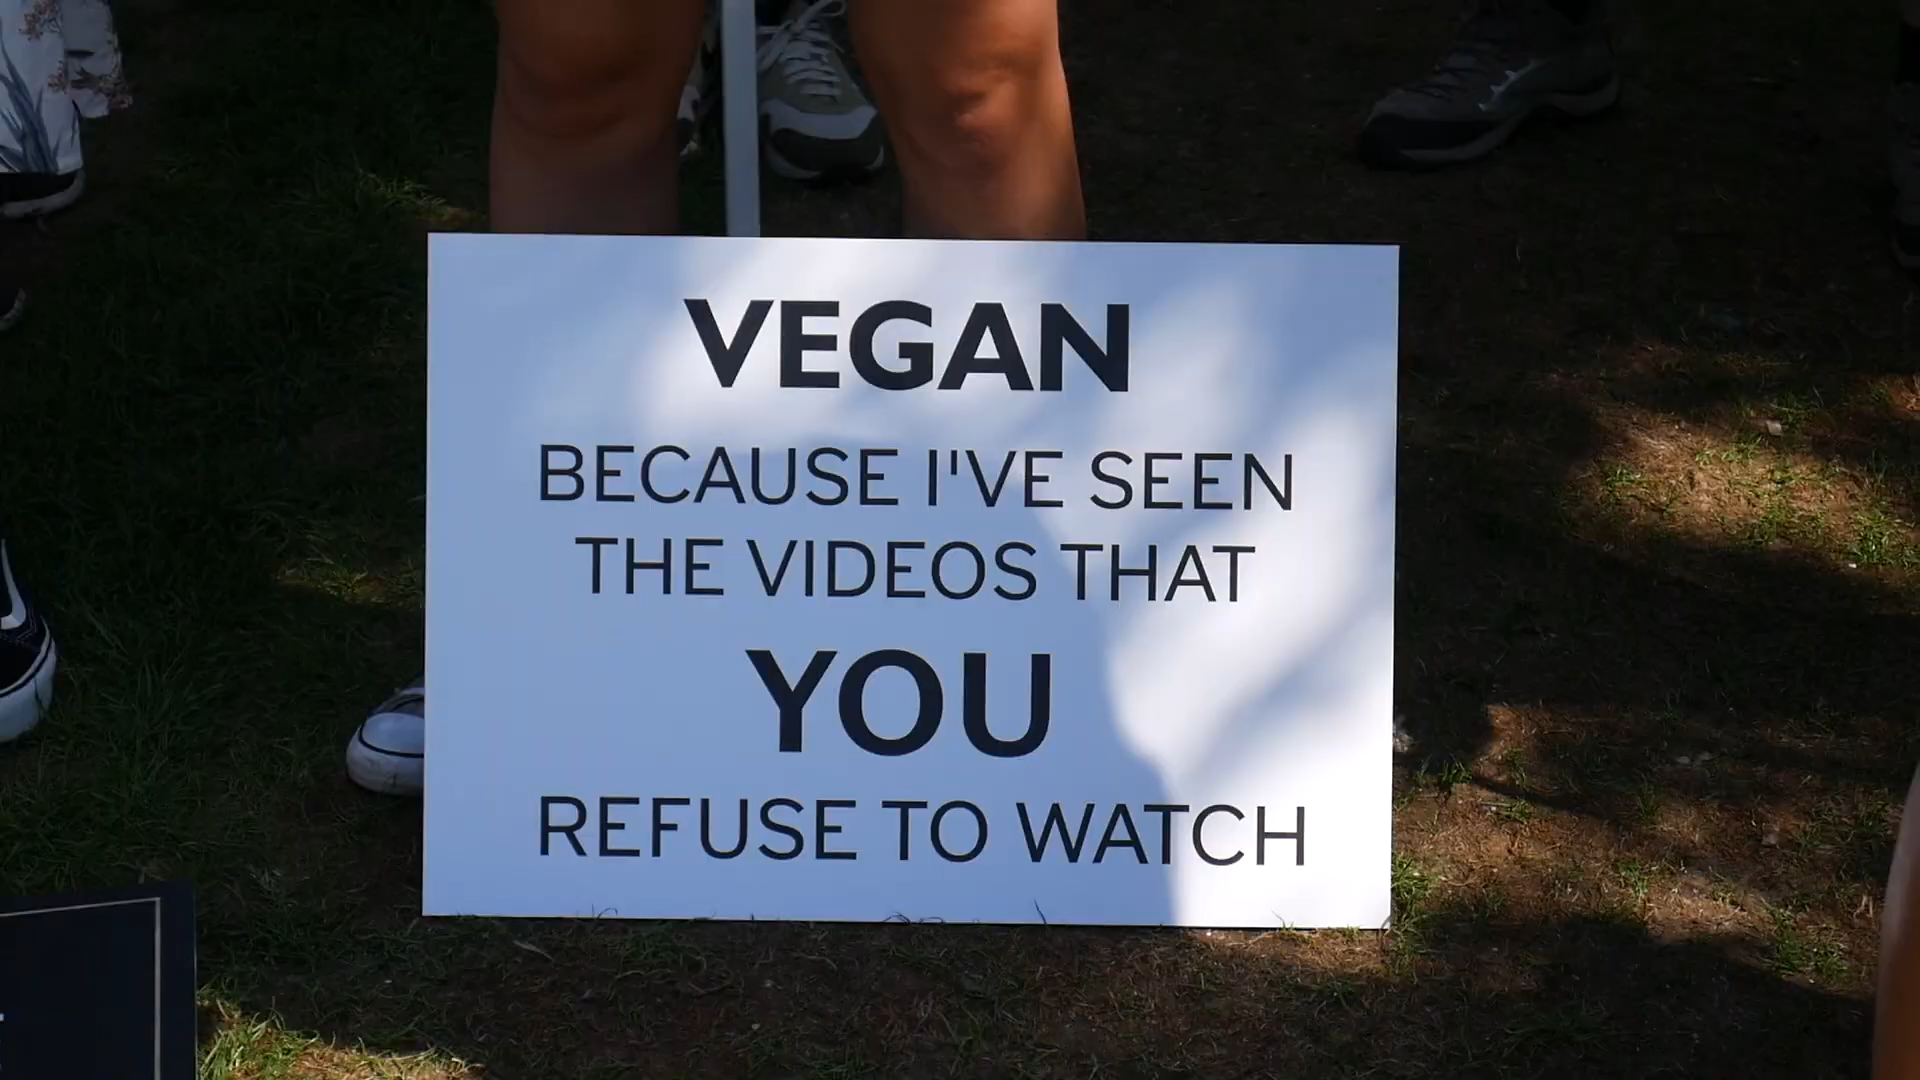 VEGAN
BECAUSE I'VE SEEN
THE VIDEOS THAT
YOU
REFUSE TO WATCH